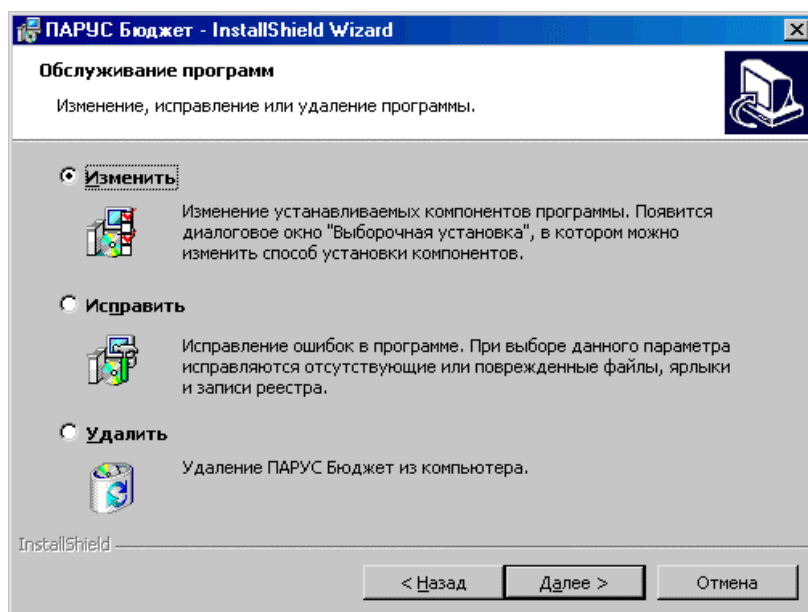 ПАРУС Бюджет - InstallShield Wizard
Обслуживание программ
Изменение, исправление или удаление программы.
Изменить
Изменение устанавливаемых компонентов программы. Появится
диалоговое окно "Выборочная установка", в котором можно
изменить способ установки компонентов.
Исправить
Исправление ошибок в программе. При выборе данного параметра
исправляются отсутствующие или поврежденные файлы, ярлыки
и записи реестра.
Удалить
Удаление ПАРУС Бюджет из компьютера.
InstallShield
< Назад
Далее >
Отмена